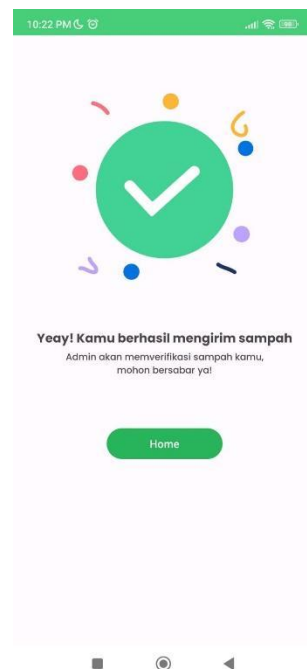 10:22 PM
Yeay! Kamu berhasil mengirim sampah
Admin akan memverifikasi sampah kamu,
mohon bersabar ya!
Home